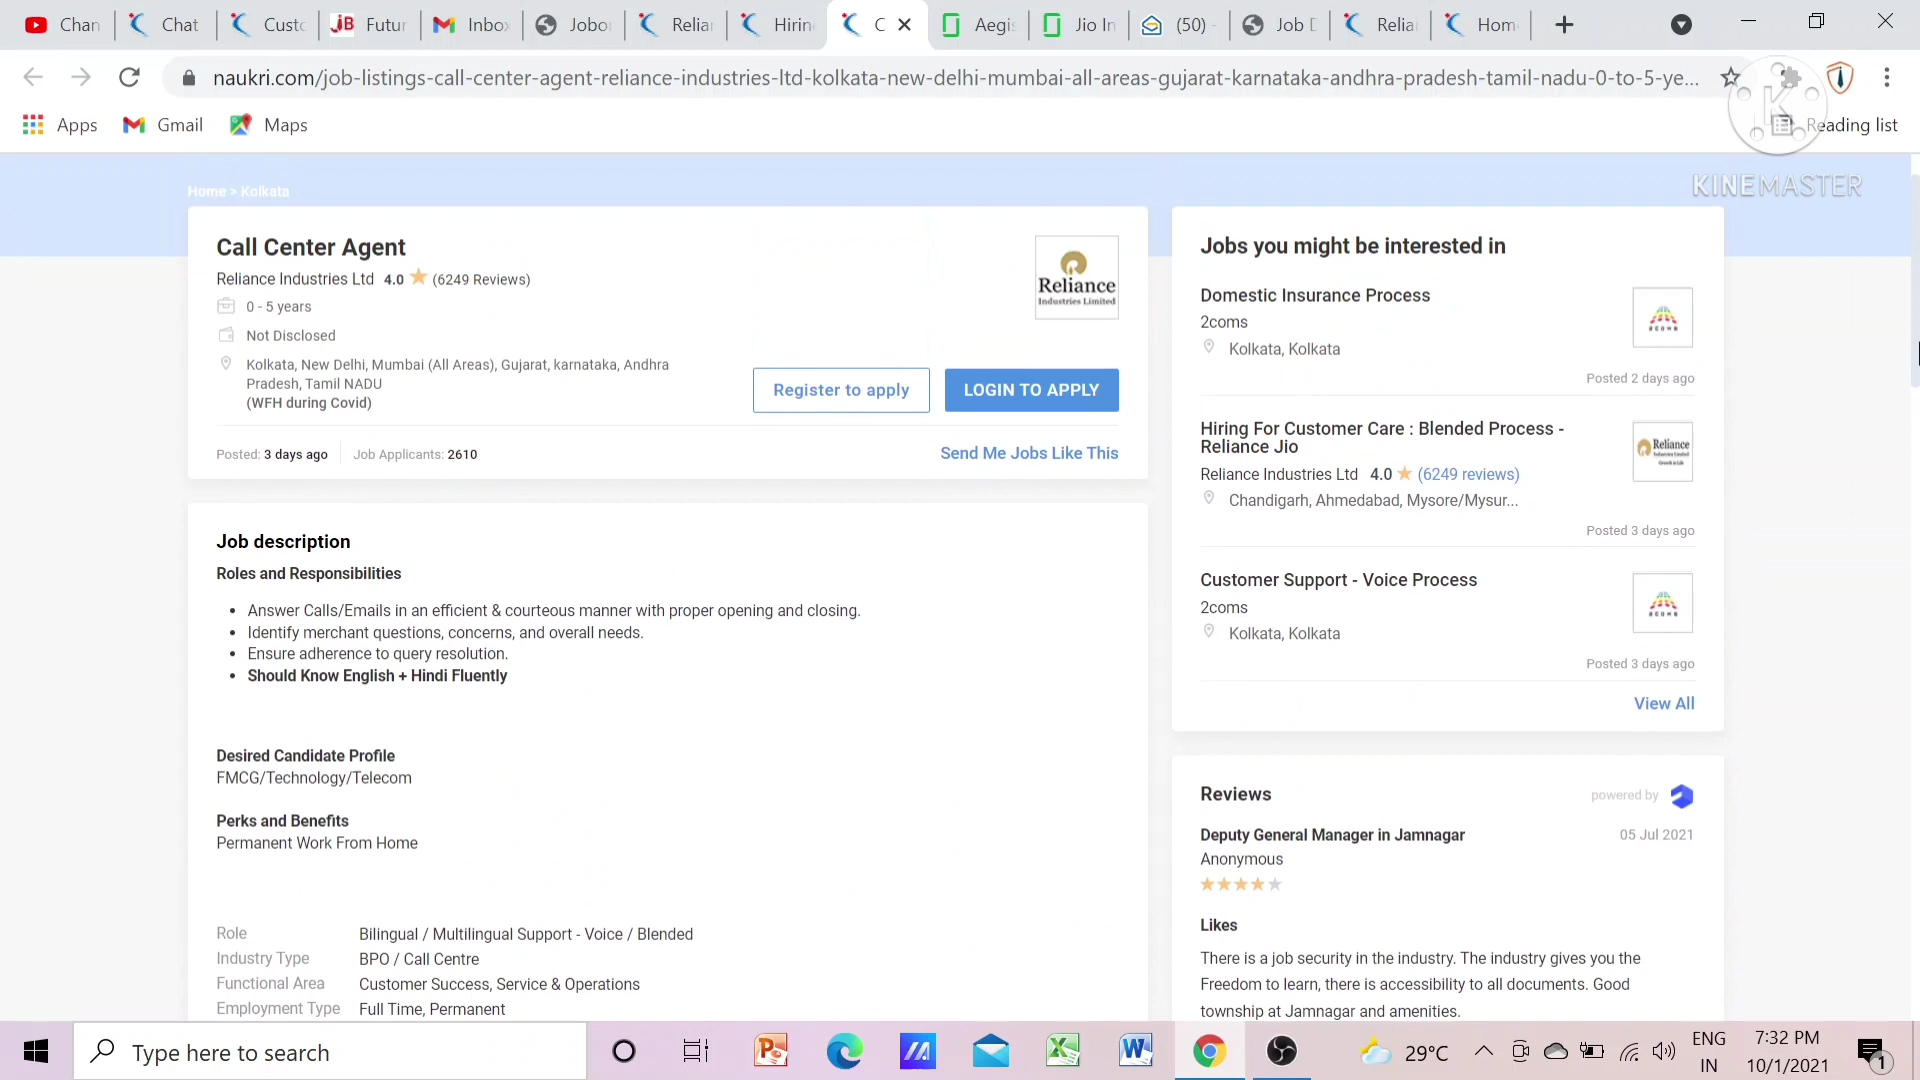 Chan
Chat
Custo
JB Futur
Inbox
Jobo
Relian
Hirin
C
Aegis
Jio In
(50) -
Job D
Relia
Home
naukri.com/job-listings-call-center-agent-reliance-industries-ltd-kolkata-new-delhi-mumbai-all-areas-gujarat-karnataka-andhra-pradesh-tamil-nadu-0-to-5-ye...
Apps
Gmail
Maps
K
Reading list
KINEMASTER
Home > Kolkata
Call Center Agent
Reliance Industries Ltd 4.0 (6249 Reviews)
0 - 5 years
Not Disclosed
Kolkata, New Delhi, Mumbai (All Areas), Gujarat, karnataka, Andhra
Pradesh, Tamil NADU
(WFH during Covid)
Reliance
Industries Limited
Register to apply
LOGIN TO APPLY
Posted: 3 days ago
Job Applicants: 2610
Send Me Jobs Like This
Job description
Roles and Responsibilities
• Answer Calls/Emails in an efficient & courteous manner with proper opening and closing.
• Identify merchant questions, concerns, and overall needs.
• Ensure adherence to query resolution.
• Should Know English + Hindi Fluently
Desired Candidate Profile
FMCG/Technology/Telecom
Perks and Benefits
Permanent Work From Home
Role Bilingual / Multilingual Support - Voice / Blended
Industry Type BPO / Call Centre
Functional Area Customer Success, Service & Operations
Employment Type Full Time, Permanent
Jobs you might be interested in
Domestic Insurance Process
2coms
Kolkata, Kolkata
2COMS
Posted 2 days ago
Hiring For Customer Care : Blended Process -
Reliance Jio
Reliance Industries Ltd 4.0 (6249 reviews)
Chandigarh, Ahmedabad, Mysore/Mysur...
Reliance
Industries Limited
Growth is Life
Posted 3 days ago
Customer Support - Voice Process
2coms
Kolkata, Kolkata
2COMS
Posted 3 days ago
View All
Reviews
powered by
Deputy General Manager in Jamnagar
05 Jul 2021
Anonymous
Likes
There is a job security in the industry. The industry gives you the
Freedom to learn, there is accessibility to all documents. Good
township at Jamnagar and amenities.
Type here to search
29°C
ENG
IN
7:32 PM
10/1/2021
1